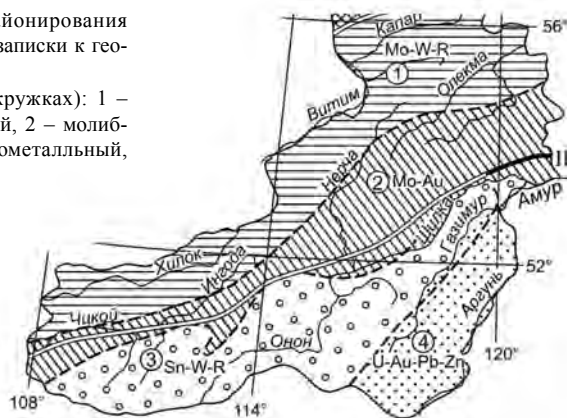 йонирования
записки к гео-
кружках): 1 –
й, 2 – молиб-
ометалльный,
56°
Калар
Mo-W-R
1
Олекма
Витим
Нерча
2 Mo-Au
II
Шилка
Газимур
Амур
Ингода
Хилок
52°
Чикой
Аргунь
Онон
4
3 Sn-W-R
U-Au-Pb-Zn
120°
108°
114°